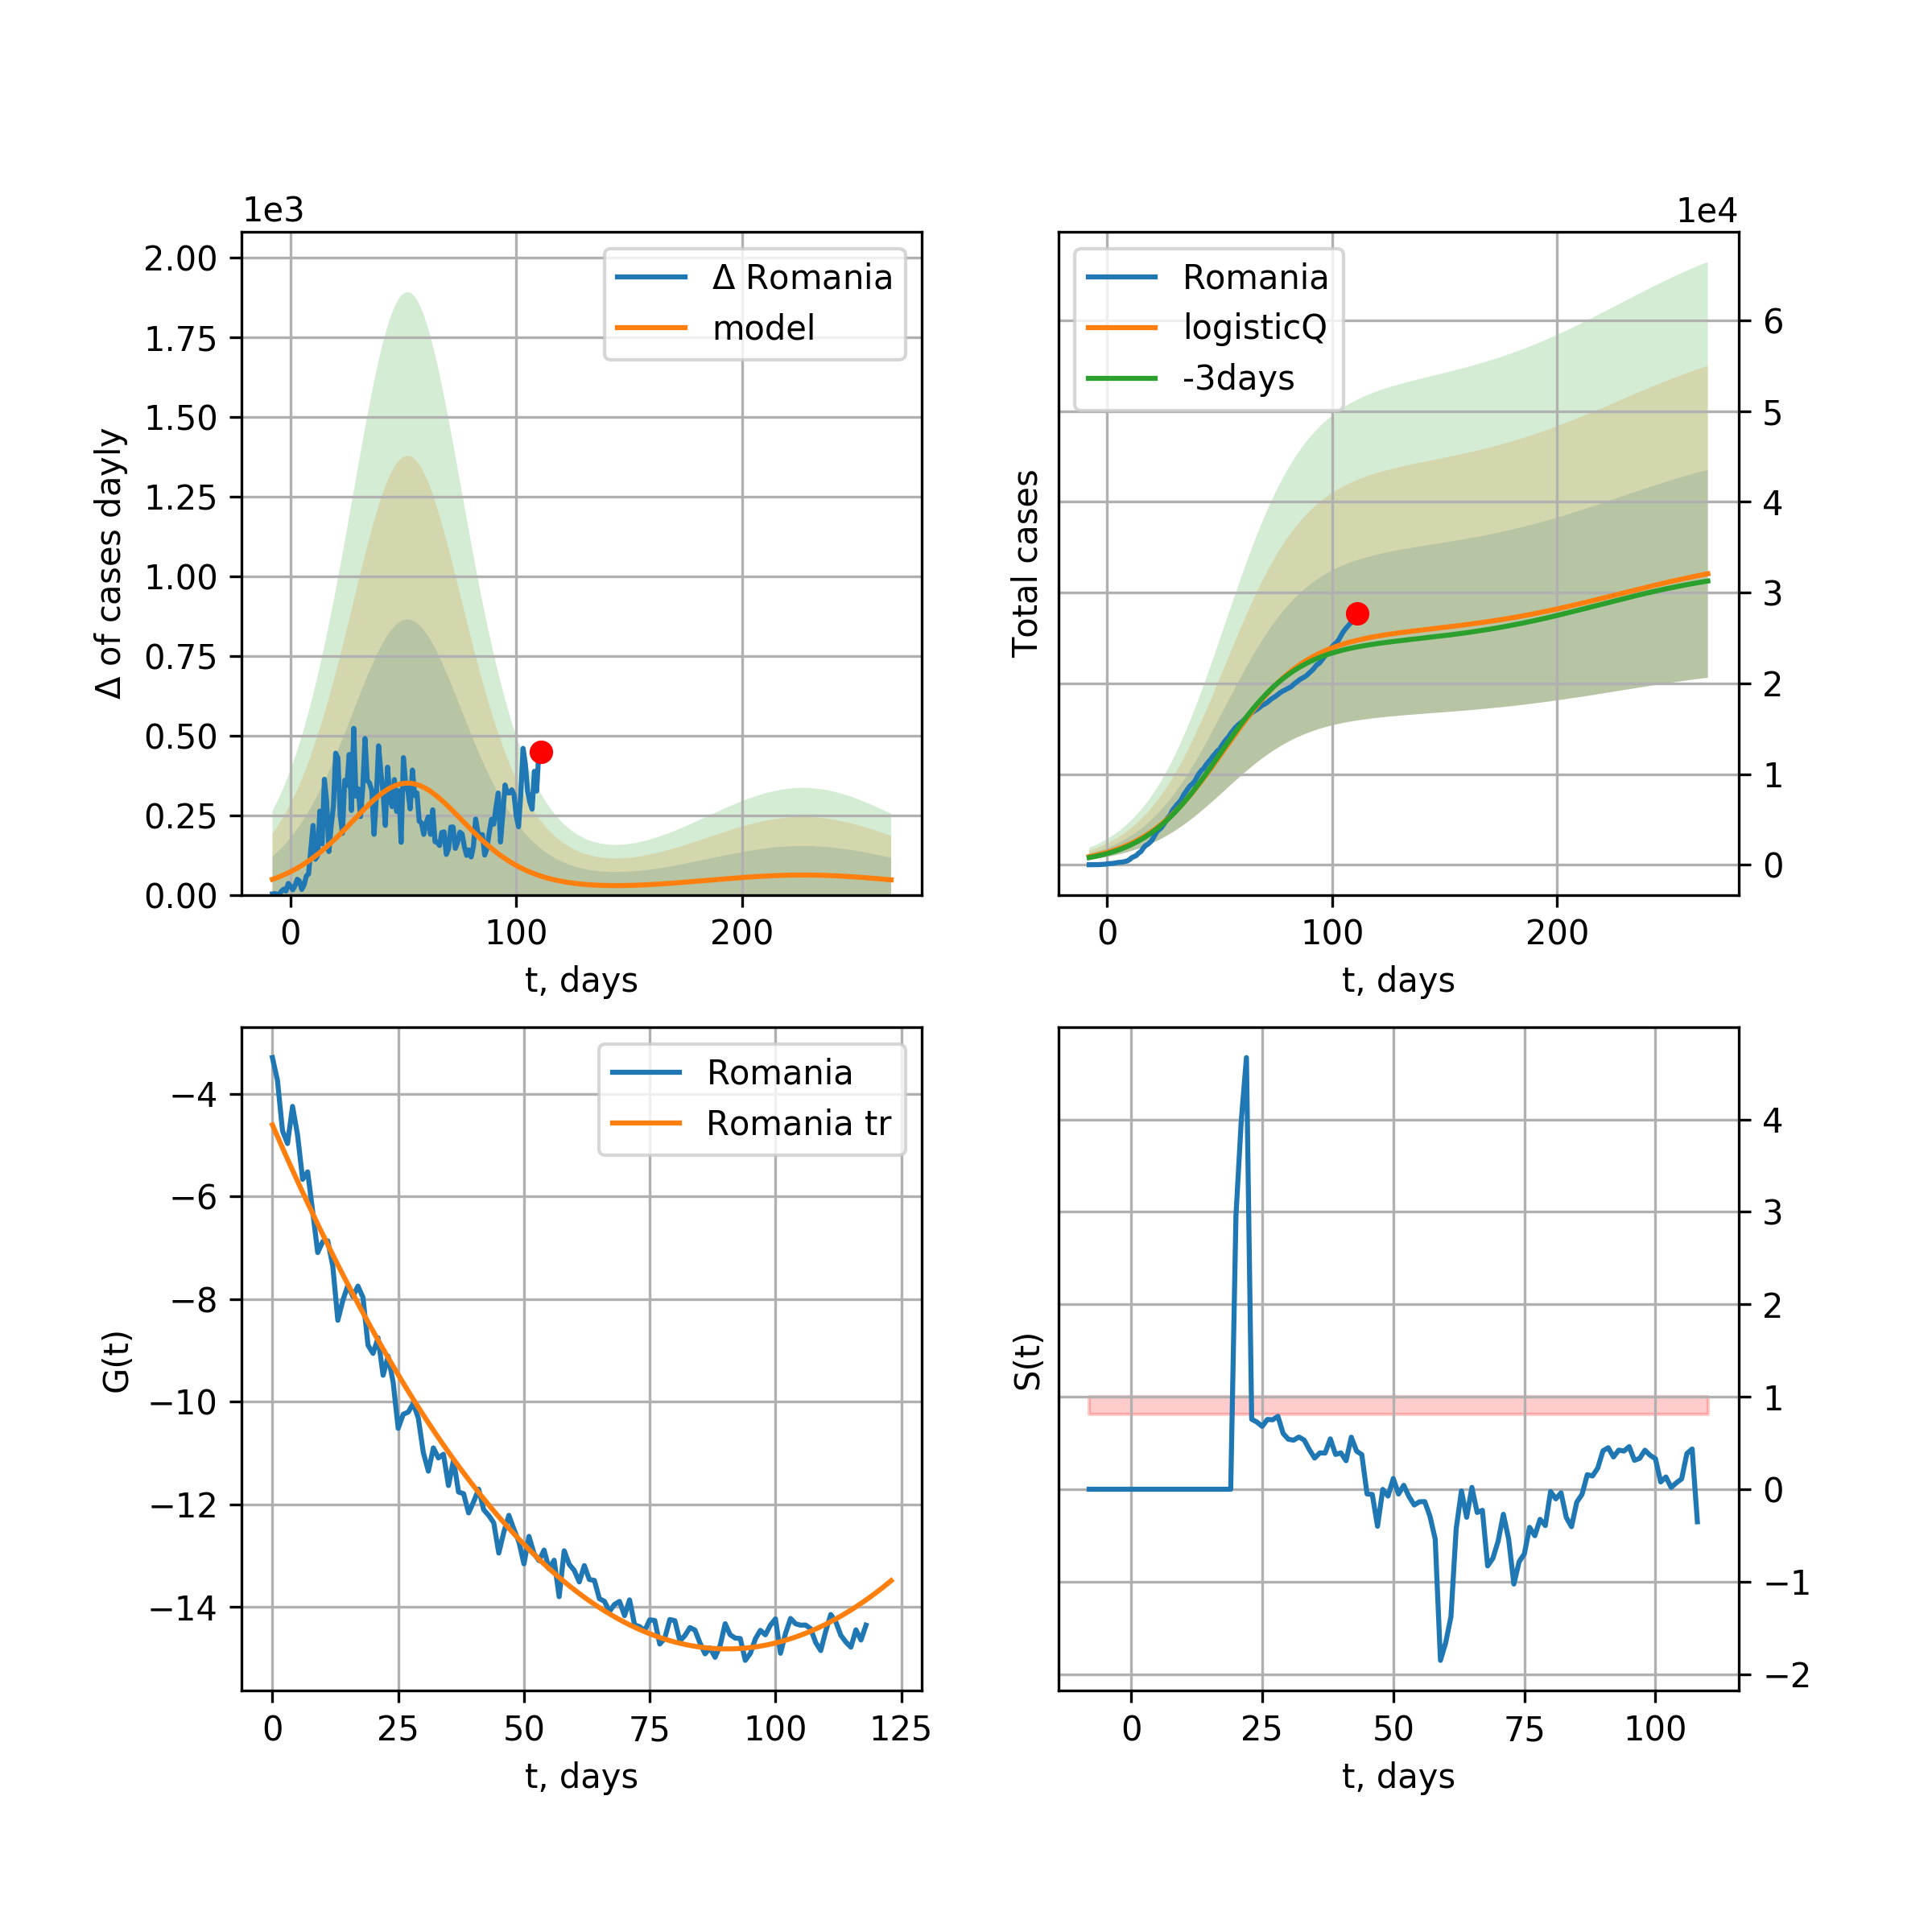 1e3
2.00
1.75
1.50
1.25
1.00
0.75
0.50
0.25
0.00
Δ of cases dayly
Δ Romania
model
0
100
200
t, days
1e4
Romania
logisticQ
-3days
Total cases
6
5
4
3
2
1
0
0
100
200
t, days
−4
−6
−8
−10
−12
−14
G(t)
Romania
Romania tr
0
25
50
75
100
125
t, days
S(t)
4
3
2
1
0
−1
−2
0
25
50
75
100
t, days